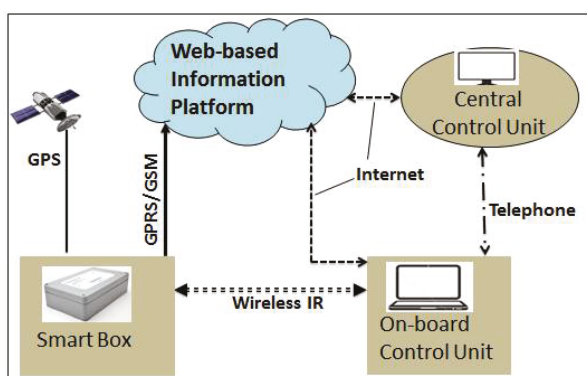 Web-based
Information
Platform
Central
Control Unit
GPS
GPRS/GSM
Internet
Telephone
Wireless IR
Smart Box
On-board
Control Unit